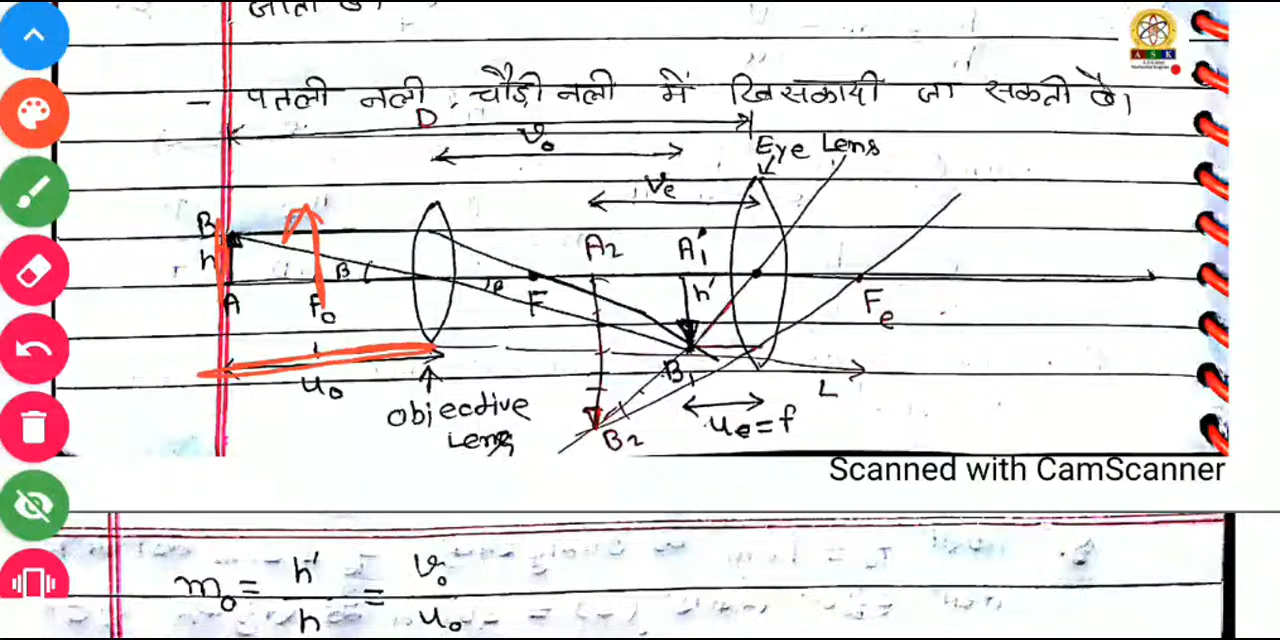 जाता है।
- पतली नली, चौड़ी नली में खिसकायी जा सकती है।
D
v₀
Eye Lens
Vₑ
B
A₂
A₁'
h
β
β
h'
A
F₀
F
Fₑ
u₀
B₁
L
Objective
Lens
B₂
uₑ = f
ASK
Scanned with CamScanner
m₀ = h'/h = v₀/u₀